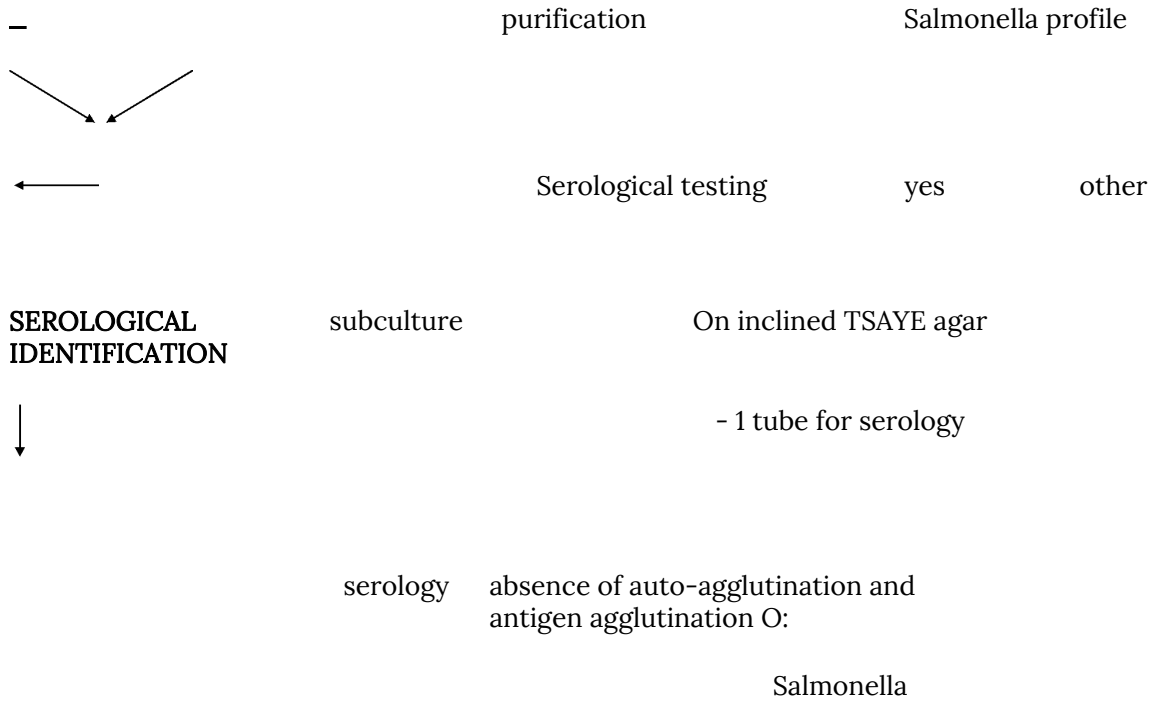 – purification Salmonella profile
Serological testing yes other
SEROLOGICAL IDENTIFICATION subculture On inclined TSAYE agar
- 1 tube for serology
serology absence of auto-agglutination and
antigen agglutination O:
Salmonella